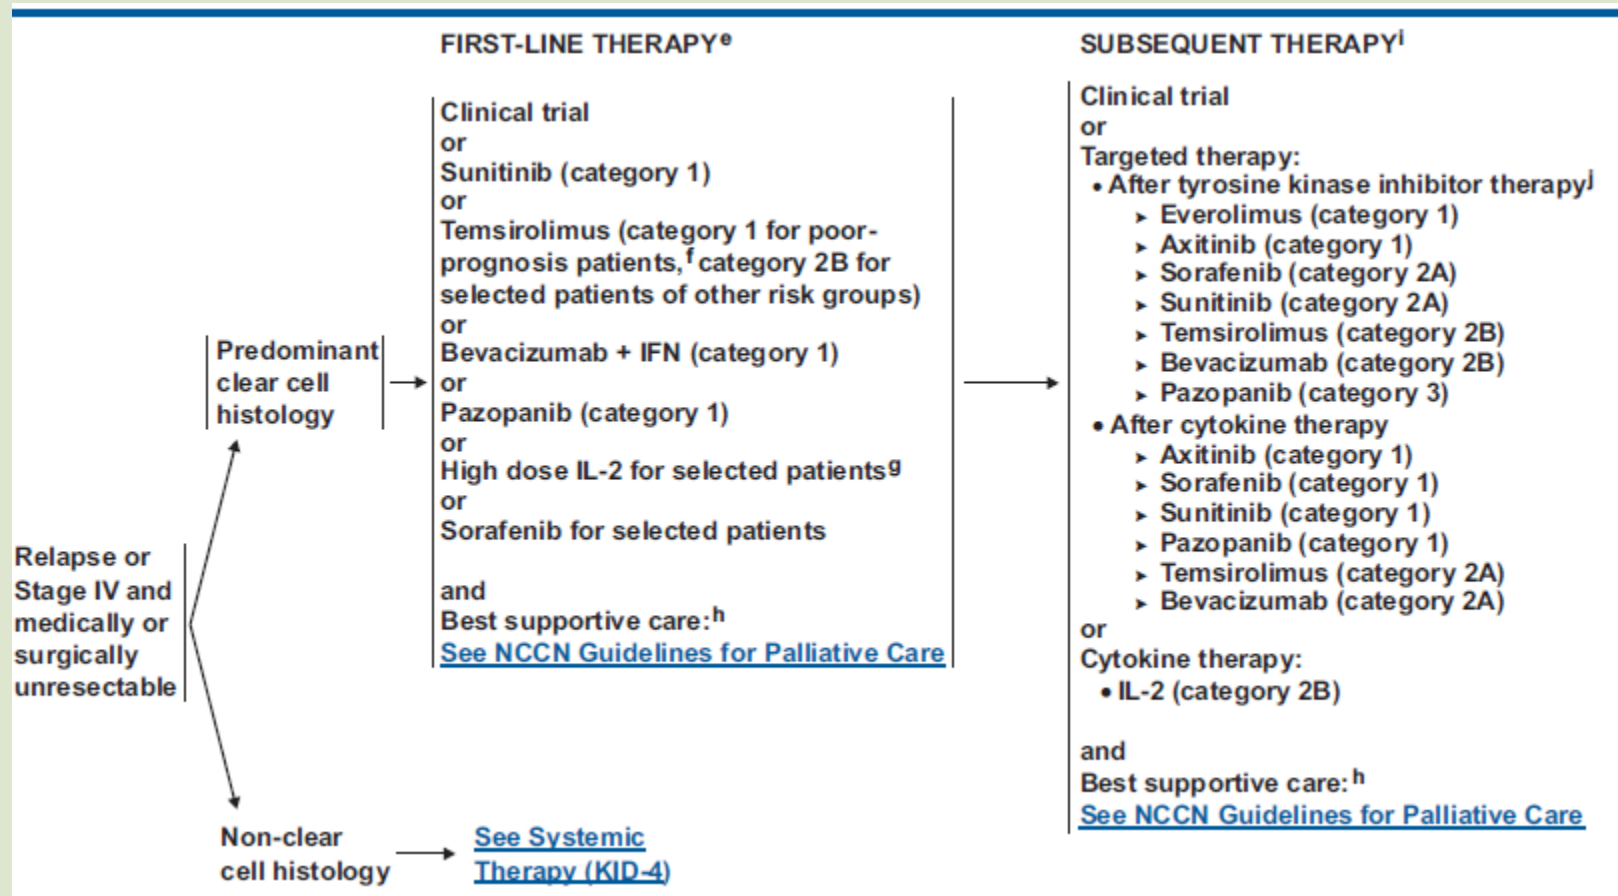 FIRST-LINE THERAPYe
Clinical trial
or
Sunitinib (category 1)
or
Temsirolimus (category 1 for poor-
prognosis patients,f category 2B for
selected patients of other risk groups)
or
Bevacizumab + IFN (category 1)
or
Pazopanib (category 1)
or
High dose IL-2 for selected patientsg
or
Sorafenib for selected patients
and
Best supportive care:h
See NCCN Guidelines for Palliative Care
SUBSEQUENT THERAPYi
Clinical trial
or
Targeted therapy:
• After tyrosine kinase inhibitor therapyj
➤ Everolimus (category 1)
➤ Axitinib (category 1)
➤ Sorafenib (category 2A)
➤ Sunitinib (category 2A)
➤ Temsirolimus (category 2B)
➤ Bevacizumab (category 2B)
➤ Pazopanib (category 3)
• After cytokine therapy
➤ Axitinib (category 1)
➤ Sorafenib (category 1)
➤ Sunitinib (category 1)
➤ Pazopanib (category 1)
➤ Temsirolimus (category 2A)
➤ Bevacizumab (category 2A)
or
Cytokine therapy:
• IL-2 (category 2B)
and
Best supportive care:h
See NCCN Guidelines for Palliative Care
Predominant
clear cell
histology
Relapse or
Stage IV and
medically or
surgically
unresectable
Non-clear
cell histology
See Systemic
Therapy (KID-4)